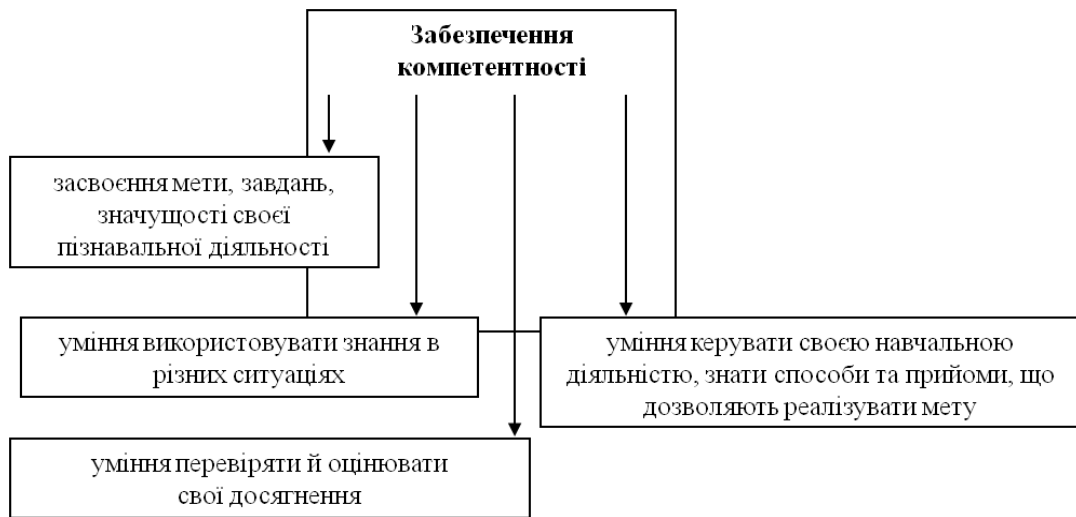 Забезпечення
компетентності
засвоєння мети, завдань,
значущості своєї
пізнавальної діяльності
уміння використовувати знання в
різних ситуаціях
уміння керувати своєю навчальною
діяльністю, знати способи та прийоми, що
дозволяють реалізувати мету
уміння перевіряти й оцінювати
свої досягнення